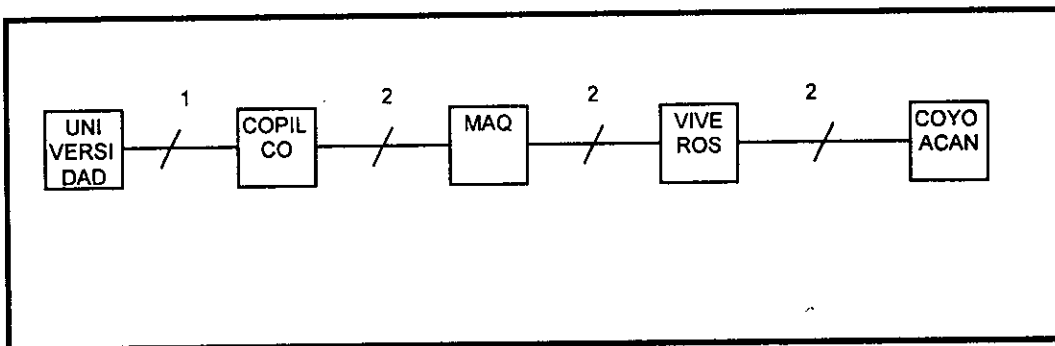 1
2
2
2
UNI
VERSI
DAD
COPIL
CO
MAQ
VIVE
ROS
COYO
ACAN